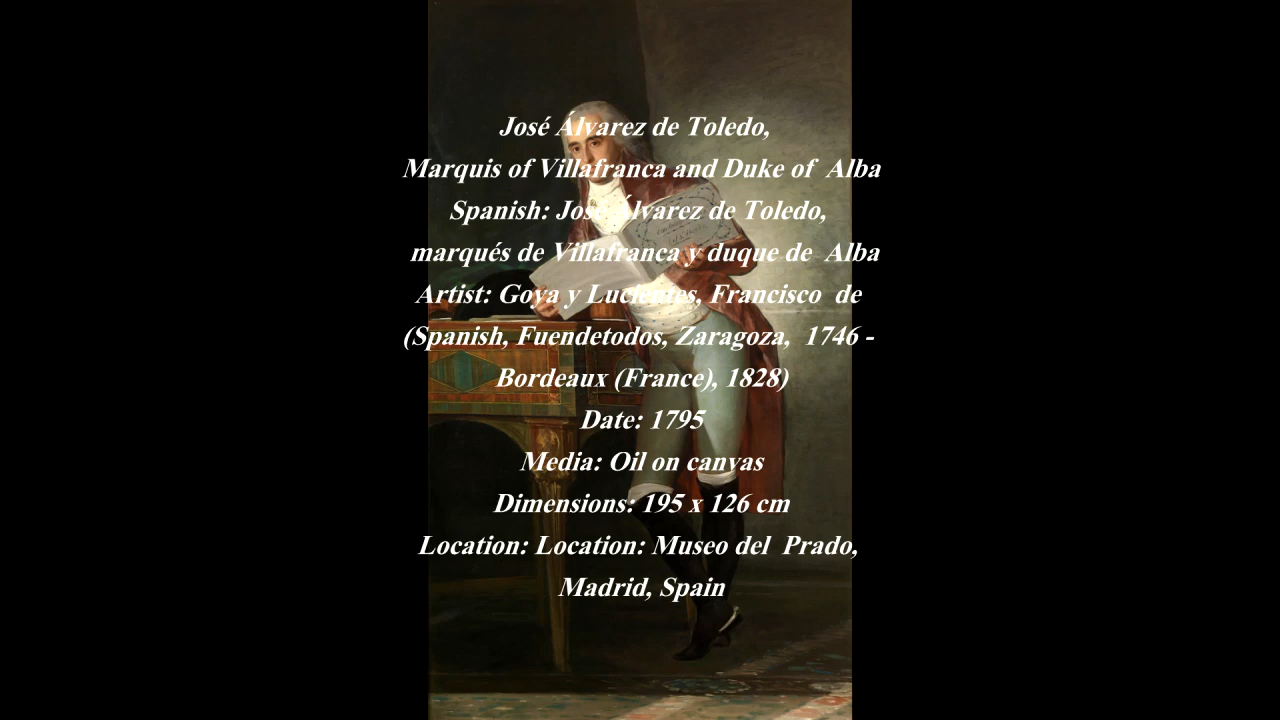 José Álvarez de Toledo,
Marquis of Villafranca and Duke of Alba
Spanish: José Álvarez de Toledo,
marqués de Villafranca y duque de Alba
Artist: Goya y Lucientes, Francisco de
(Spanish, Fuendetodos, Zaragoza, 1746 -
Bordeaux (France), 1828)
Date: 1795
Media: Oil on canvas
Dimensions: 195 x 126 cm
Location: Location: Museo del Prado,
Madrid, Spain